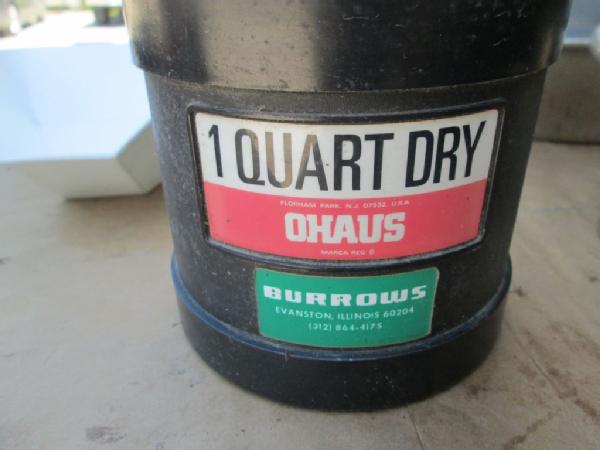 1 QUART DRY
FLORHAM PARK, N.J. 07932, U.S.A
OHAUS
MARCA REG ©
BURROWS
EVANSTON, ILLINOIS 60204
(312) 864-4175